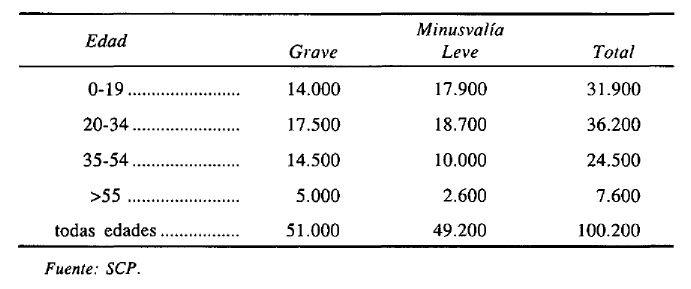 Minusvalía
Edad Grave Leve Total
0-19 ........................ 14.000 17.900 31.900
20-34 ....................... 17.500 18.700 36.200
35-54 ....................... 14.500 10.000 24.500
>55 ........................ 5.000 2.600 7.600
todas edades ................. 51.000 49.200 100.200
Fuente: SCP.